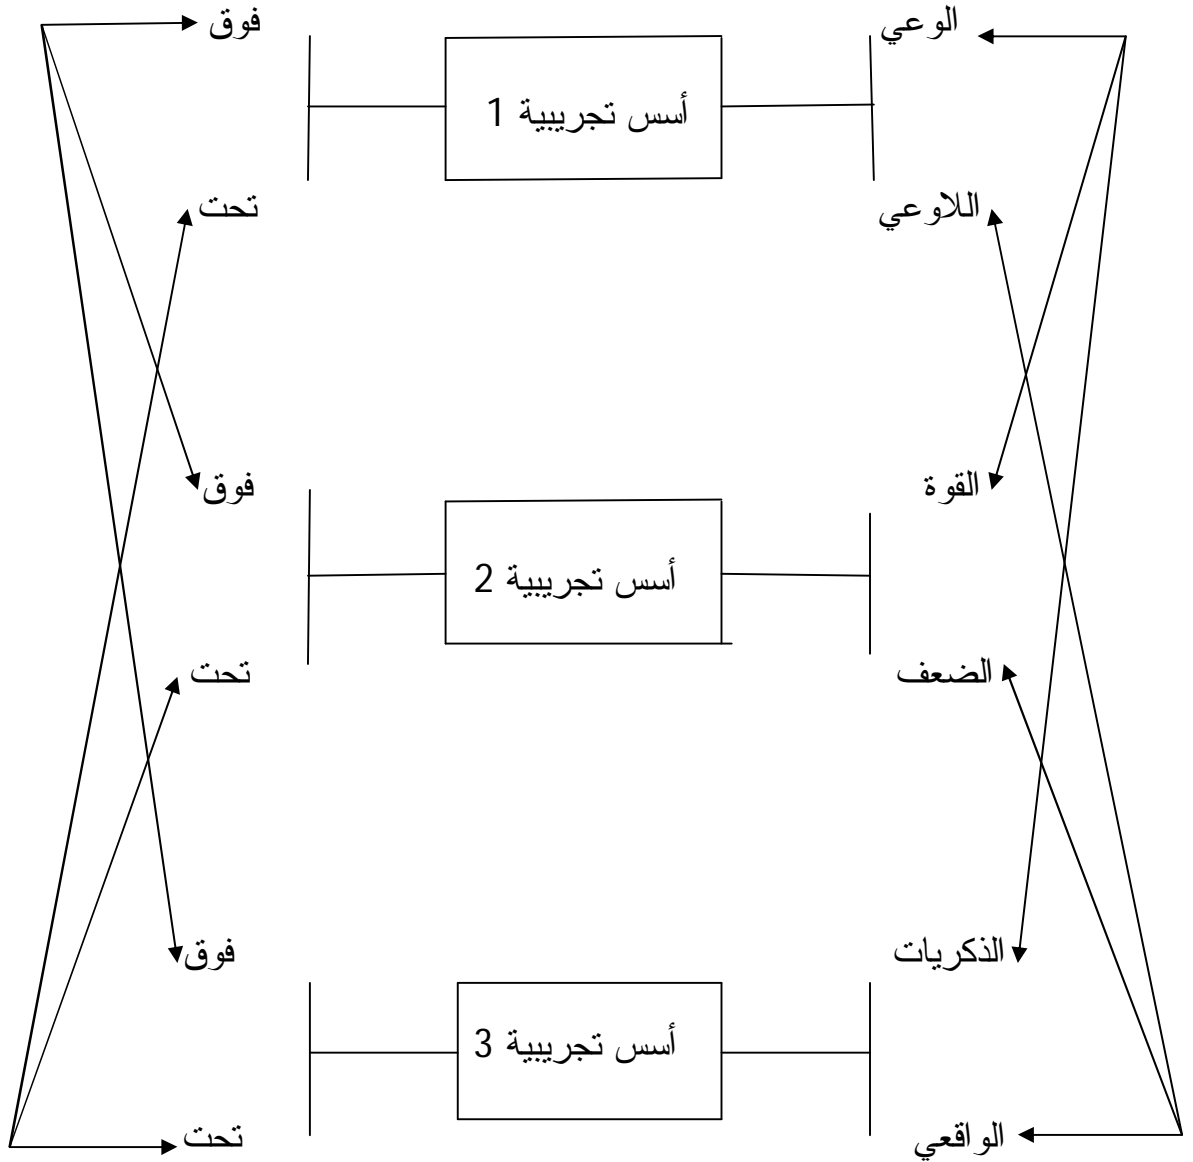 الوعي
فوق
أسس تجريبية 1
اللاوعي
تحت
القوة
فوق
أسس تجريبية 2
الضعف
تحت
الذكريات
فوق
أسس تجريبية 3
الواقعي
تحت